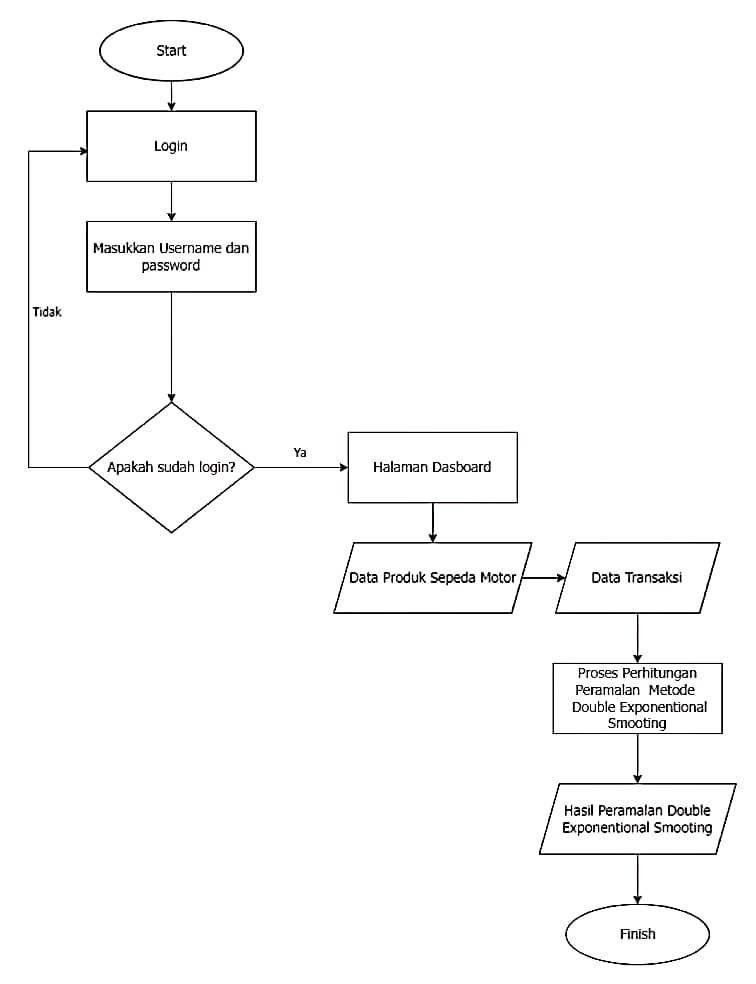 Start
Login
Masukkan Username dan
password
Tidak
Apakah sudah login?
Ya
Halaman Dasboard
Data Produk Sepeda Motor
Data Transaksi
Proses Perhitungan
Peramalan Metode
Double Exponentional
Smooting
Hasil Peramalan Double
Exponentional Smooting
Finish